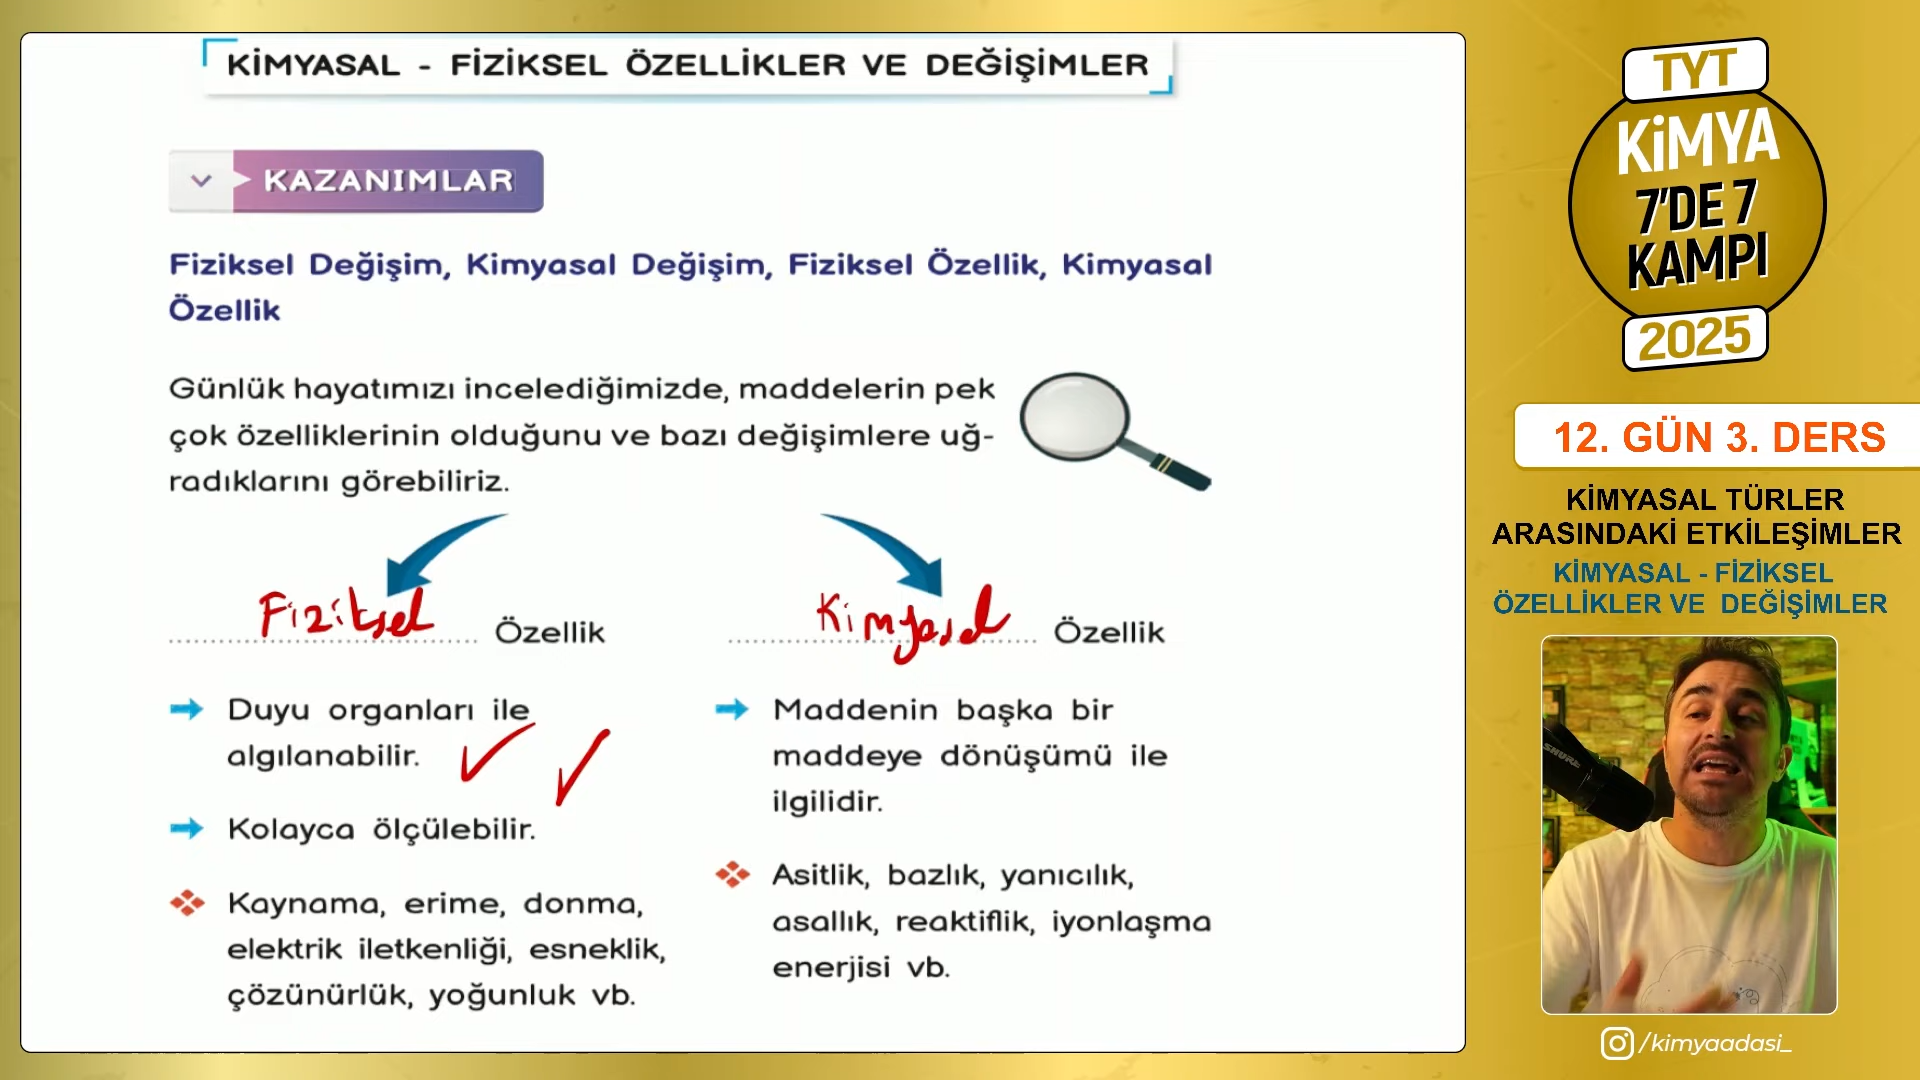 KİMYASAL - FİZİKSEL ÖZELLİKLER VE DEĞİŞİMLER
KAZANIMLAR
Fiziksel Değişim, Kimyasal Değişim, Fiziksel Özellik, Kimyasal
Özellik
Günlük hayatımızı incelediğimizde, maddelerin pek
çok özelliklerinin olduğunu ve bazı değişimlere uğ-
radıklarını görebiliriz.
Fiziksel Özellik
Duyu organları ile
algılanabilir.
Kolayca ölçülebilir.
Kaynama, erime, donma,
elektrik iletkenliği, esneklik,
çözünürlük, yoğunluk vb.
Kimyasal Özellik
Maddenin başka bir
maddeye dönüşümü ile
ilgilidir.
Asitlik, bazlık, yanıcılık,
asallık, reaktiflik, iyonlaşma
enerjisi vb.
TYT
KİMYA
7'DE 7
KAMPI
2025
12. GÜN 3. DERS
KİMYASAL TÜRLER
ARASINDAKİ ETKİLEŞİMLER
KİMYASAL - FİZİKSEL
ÖZELLİKLER VE DEĞİŞİMLER
SHURE
/kimyaadasi_